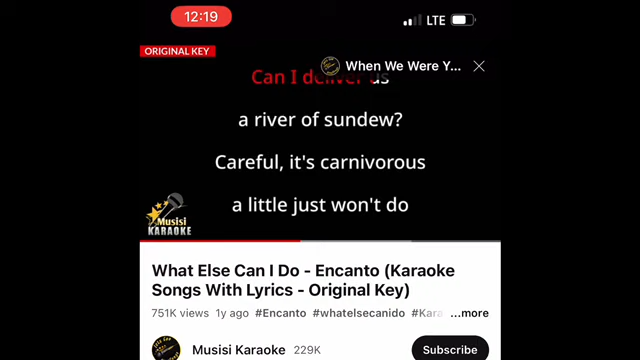 12:19
LTE
ORIGINAL KEY
When We Were Y...
Can I deliver us
a river of sundew?
Careful, it's carnivorous
a little just won't do
Musisi
KARAOKE
What Else Can I Do - Encanto (Karaoke
Songs With Lyrics - Original Key)
751K views 1y ago #Encanto #whatelsecanido #Kara ...more
Musisi Karaoke 229K
Subscribe